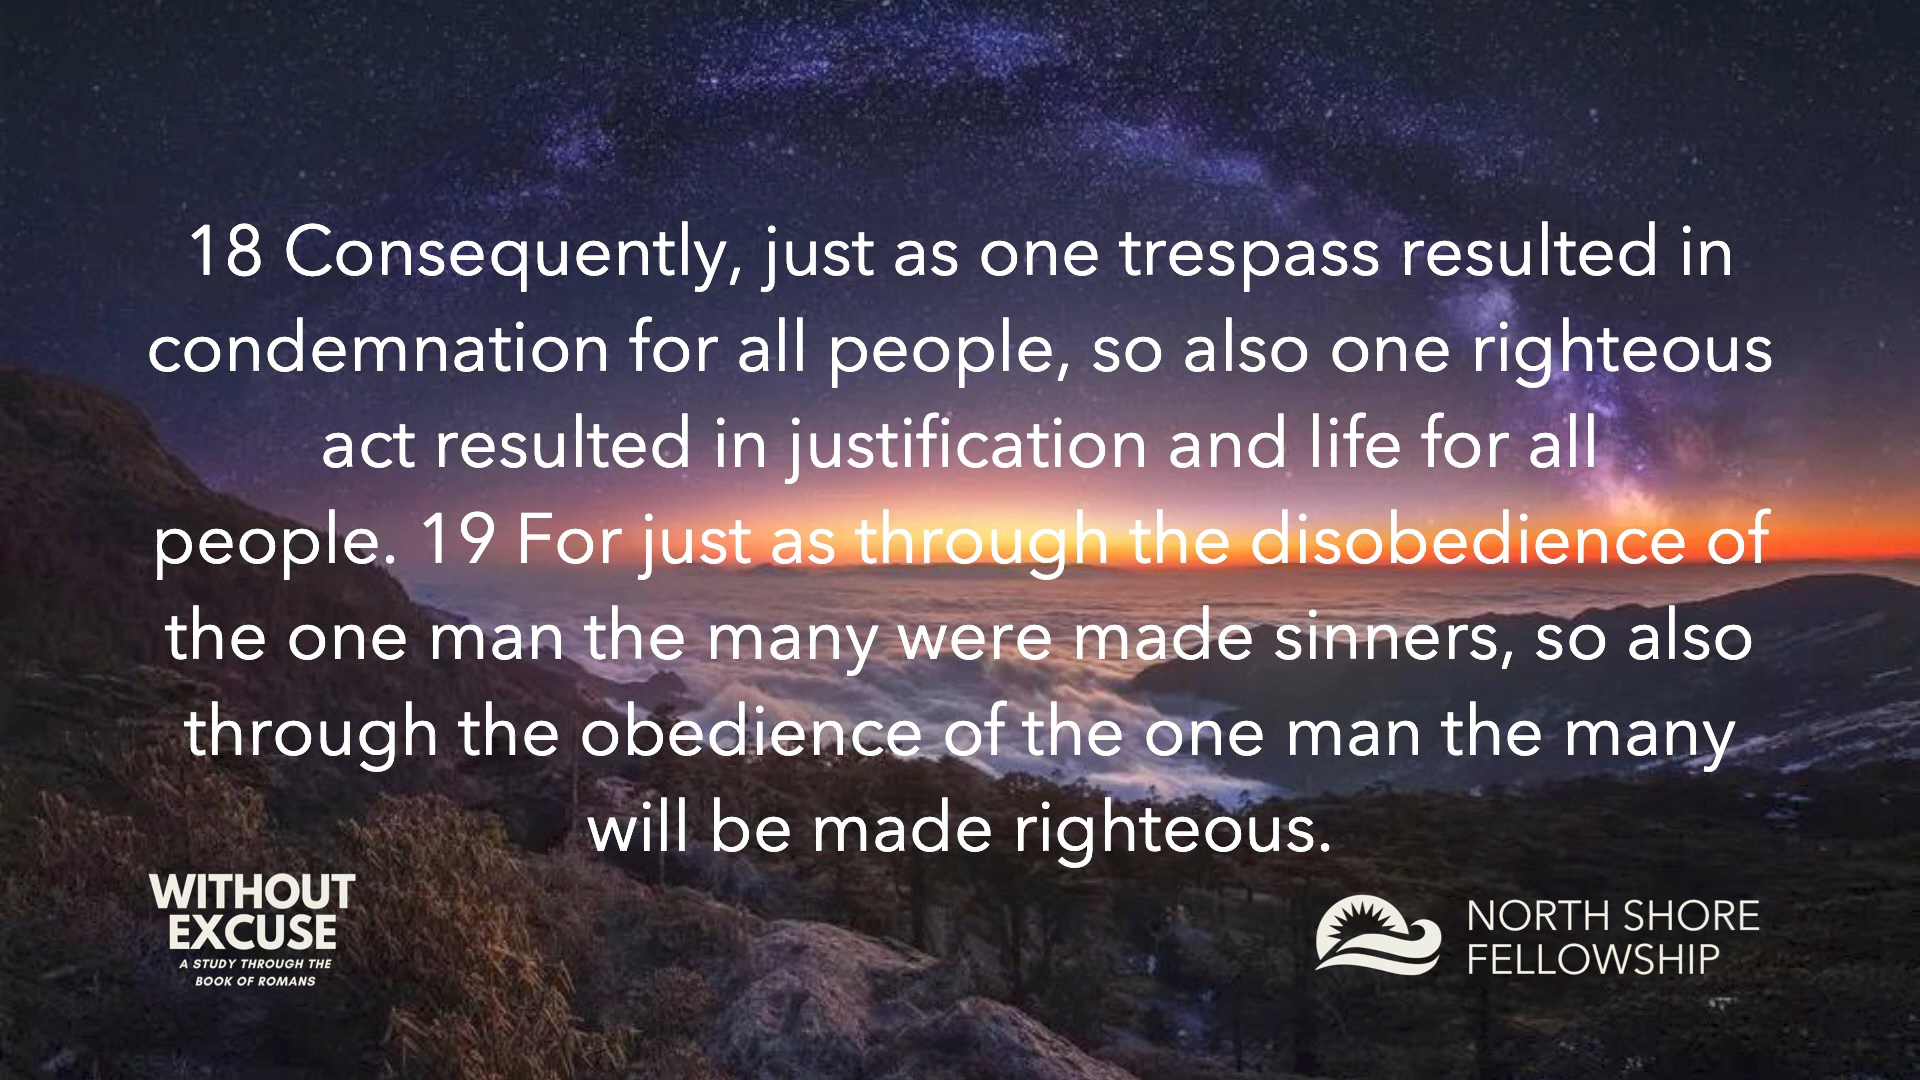 18 Consequently, just as one trespass resulted in
condemnation for all people, so also one righteous
act resulted in justification and life for all
people. 19 For just as through the disobedience of
the one man the many were made sinners, so also
through the obedience of the one man the many
will be made righteous.
WITHOUT
EXCUSE
A STUDY THROUGH THE
BOOK OF ROMANS
NORTH SHORE
FELLOWSHIP